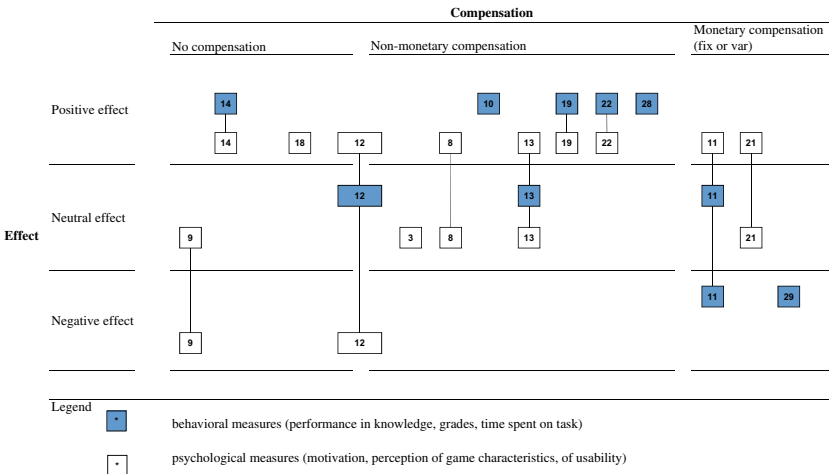 Compensation
No compensation
Non-monetary compensation
Monetary compensation
(fix or var)
Positive effect
14
10
19
22
28
14
18
12
8
13
19
22
11
21
Effect
Neutral effect
12
13
11
9
3
8
13
21
Negative effect
11
29
9
12
Legend
*
behavioral measures (performance in knowledge, grades, time spent on task)
*
psychological measures (motivation, perception of game characteristics, of usability)